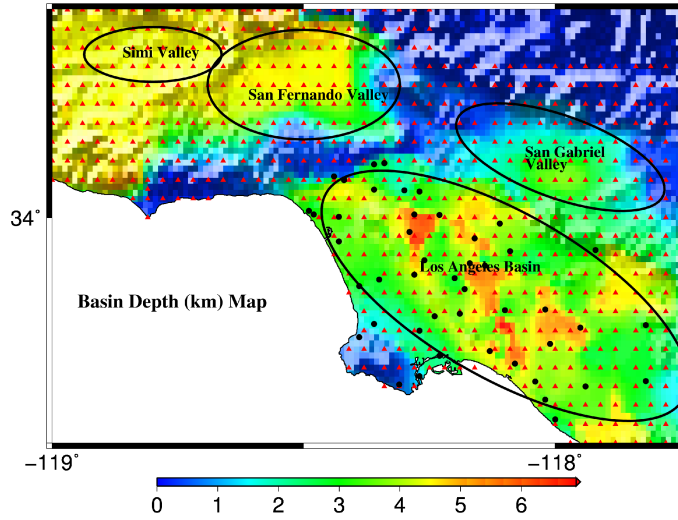 Simi Valley
San Fernando Valley
San Gabriel
Valley
34°
Los Angeles Basin
Basin Depth (km) Map
−119°
−118°
0 1 2 3 4 5 6